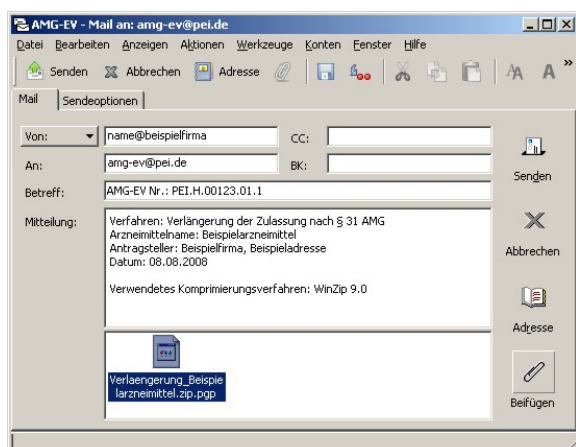 AMG-EV - Mail an: amg-ev@pei.de
Datei Bearbeiten Anzeigen Aktionen Werkzeuge Konten Fenster Hilfe
Senden Abbrechen Adresse
Mail Sendeoptionen
Von: name@beispielfirma CC:
An: amg-ev@pei.de BK:
Betreff: AMG-EV Nr.: PEI.H.00123.01.1
Mitteilung: Verfahren: Verlängerung der Zulassung nach § 31 AMG
Arzneimittelname: Beispielarzneimittel
Antragsteller: Beispielfirma, Beispieladresse
Datum: 08.08.2008
Verwendetes Komprimierungsverfahren: WinZip 9.0
Verlaengerung_Beispie
larzneimittel.zip.pgp
Senden
Abbrechen
Adresse
Beifügen